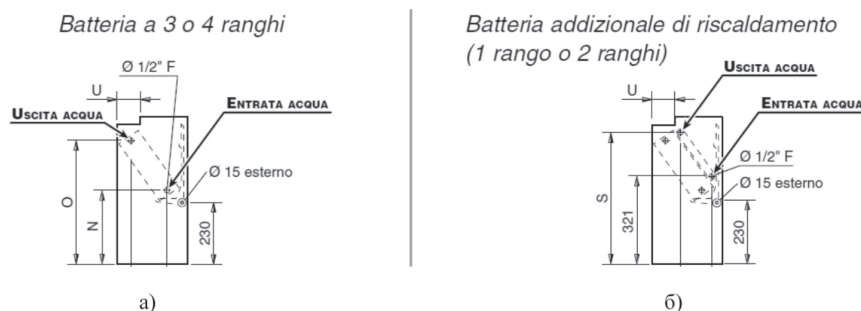 Batteria a 3 o 4 ranghi
Ø 1/2" F
U
USCITA ACQUA
ENTRATA ACQUA
Ø 15 esterno
O
N
230
а)
Batteria addizionale di riscaldamento
(1 rango o 2 ranghi)
USCITA ACQUA
U
ENTRATA ACQUA
Ø 1/2" F
Ø 15 esterno
S
321
230
б)